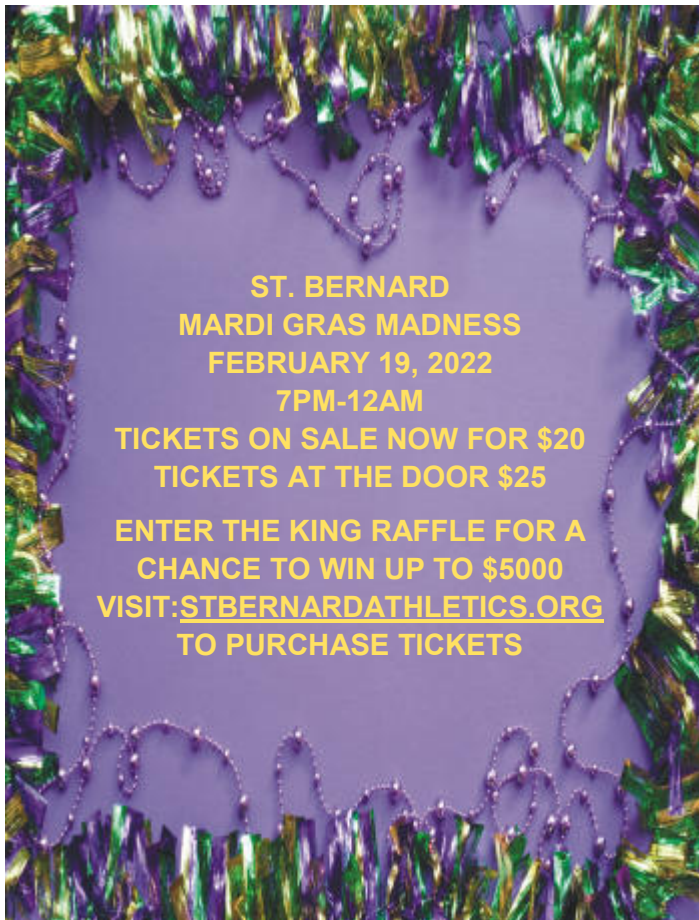 ST. BERNARD
MARDI GRAS MADNESS
FEBRUARY 19, 2022
7PM-12AM
TICKETS ON SALE NOW FOR $20
TICKETS AT THE DOOR $25
ENTER THE KING RAFFLE FOR A
CHANCE TO WIN UP TO $5000
VISIT:STBERNARDATHLETICS.ORG
TO PURCHASE TICKETS